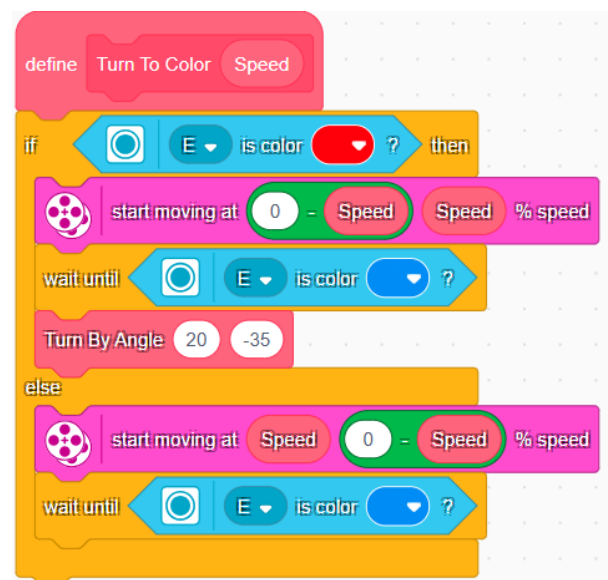 define Turn To Color Speed
if E is color ? then
start moving at 0 - Speed Speed % speed
wait until E is color ?
Turn By Angle 20 -35
else
start moving at Speed 0 - Speed % speed
wait until E is color ?